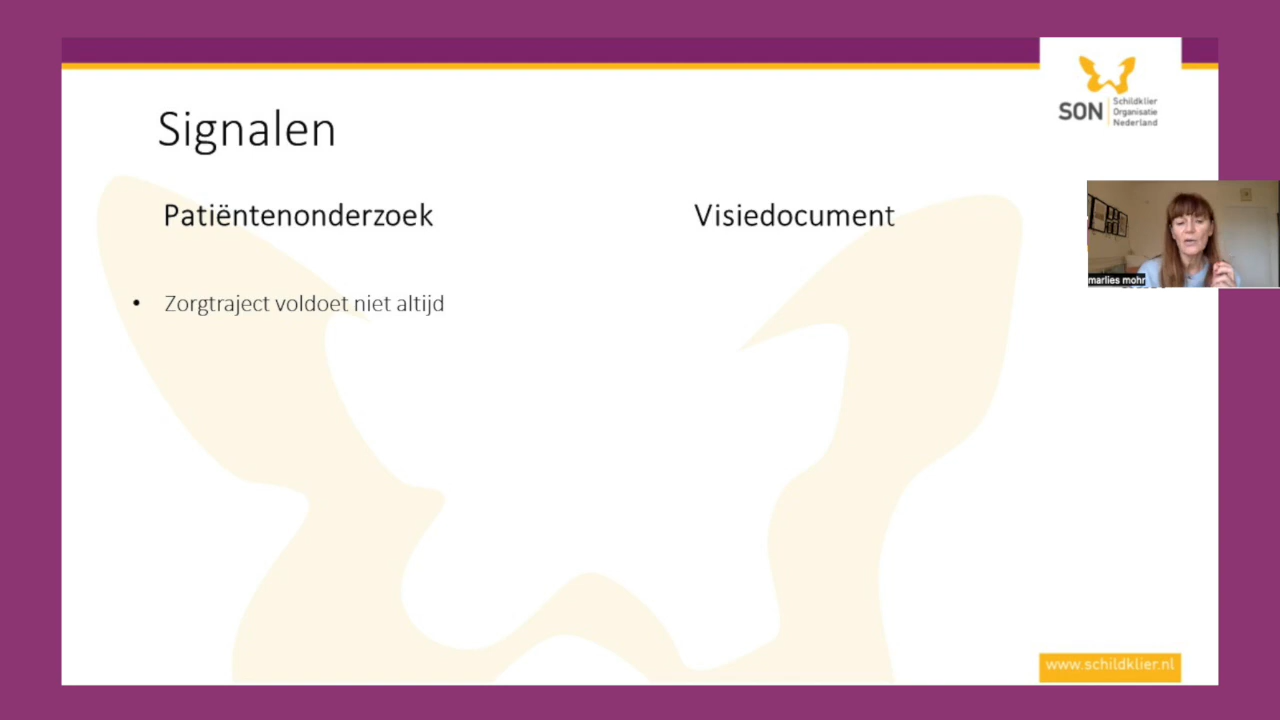 Signalen
SON
Schildklier
Organisatie
Nederland
Patiëntenonderzoek
Visiedocument
marlies mohr
• Zorgtraject voldoet niet altijd
www.schildklier.nl